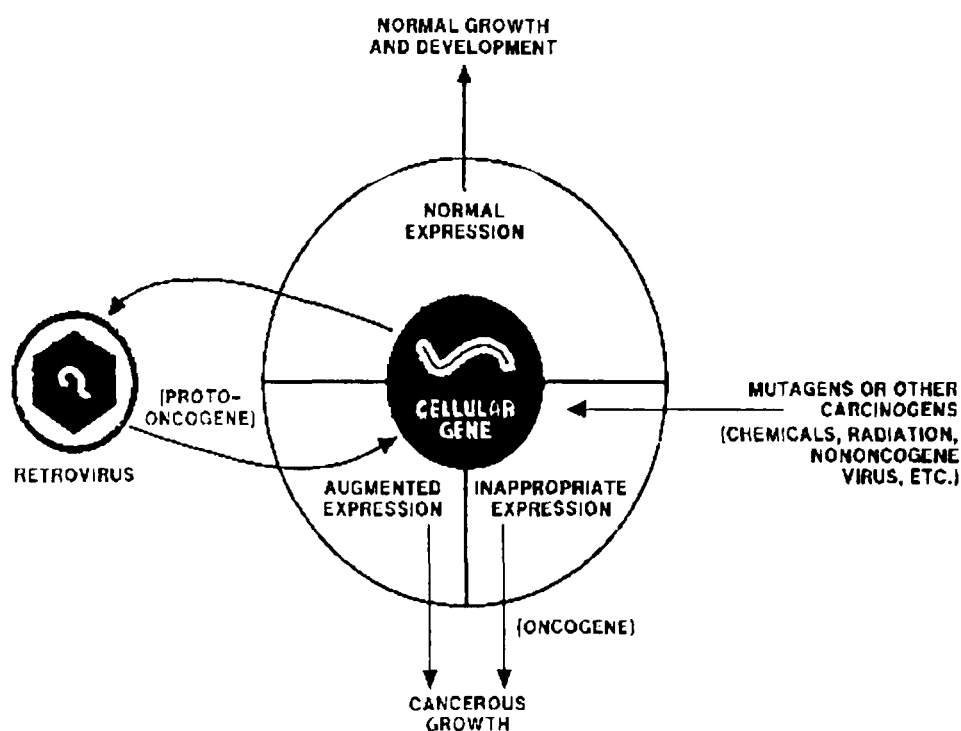 NORMAL GROWTH
AND DEVELOPMENT
NORMAL
EXPRESSION
(PROTO-
ONCOGENE)
RETROVIRUS
CELLULAR
GENE
MUTAGENS OR OTHER
CARCINOGENS
(CHEMICALS, RADIATION,
NONONCOGENE
VIRUS, ETC.)
AUGMENTED
EXPRESSION
INAPPROPRIATE
EXPRESSION
(ONCOGENE)
CANCEROUS
GROWTH